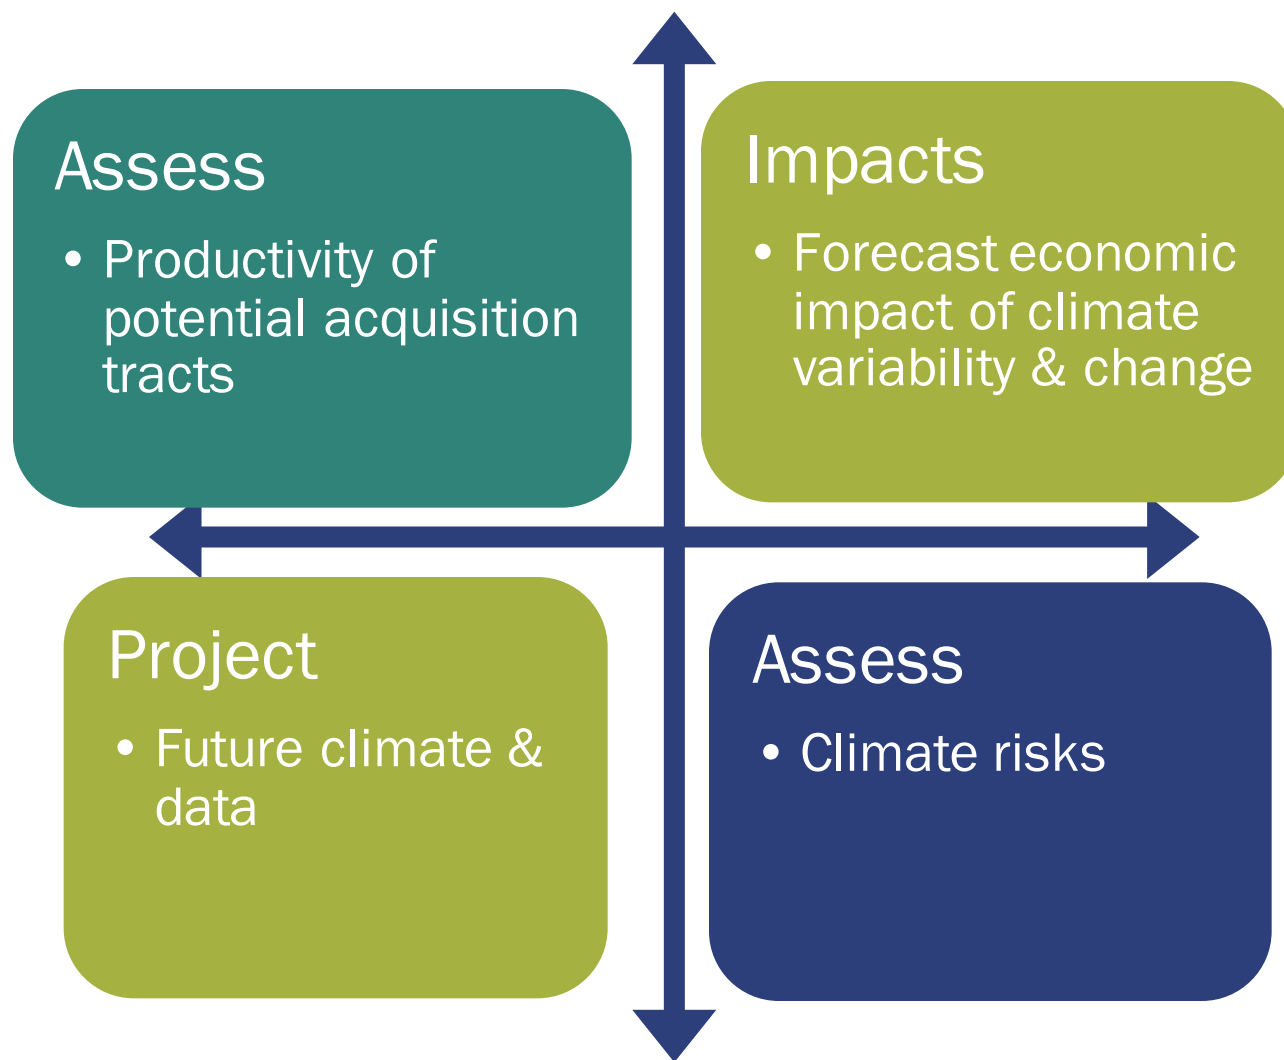 Assess
• Productivity of
potential acquisition
tracts
Impacts
• Forecast economic
impact of climate
variability & change
Project
• Future climate &
data
Assess
• Climate risks